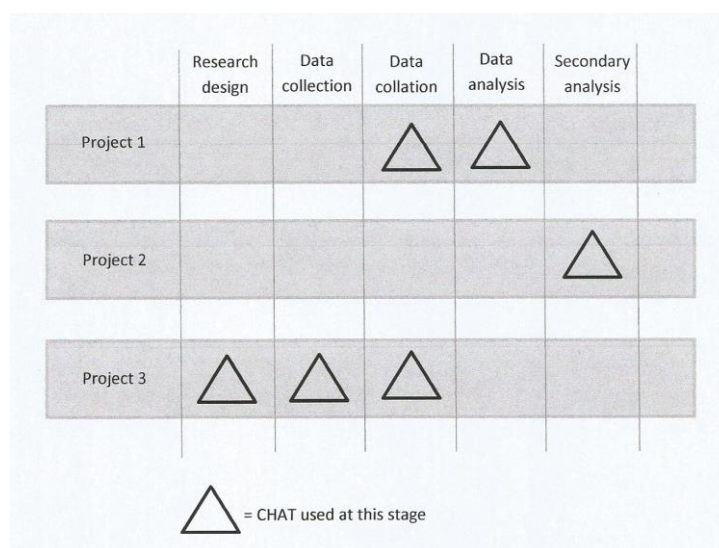 Research design
Data collection
Data collation
Data analysis
Secondary analysis
Project 1
Project 2
Project 3
= CHAT used at this stage